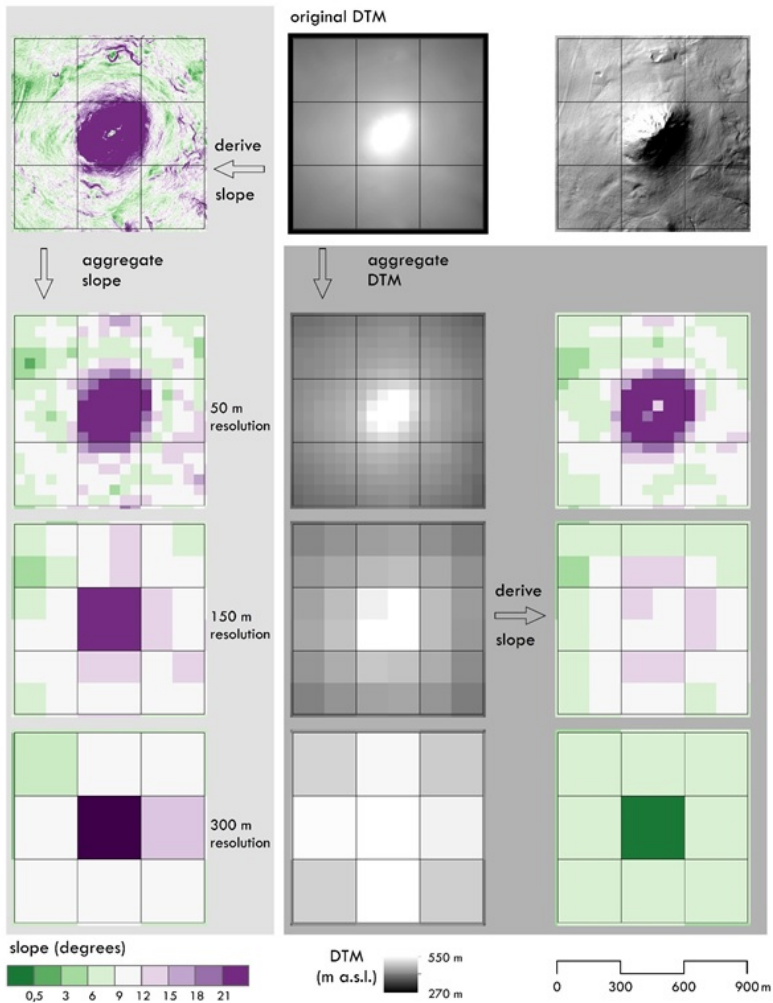 original DTM
derive
slope
aggregate
slope
aggregate
DTM
50 m
resolution
150 m
resolution
derive
slope
300 m
resolution
slope (degrees)
0,5 3 6 9 12 15 18 21
DTM
(m a.s.l.)
550 m
270 m
0 300 600 900 m